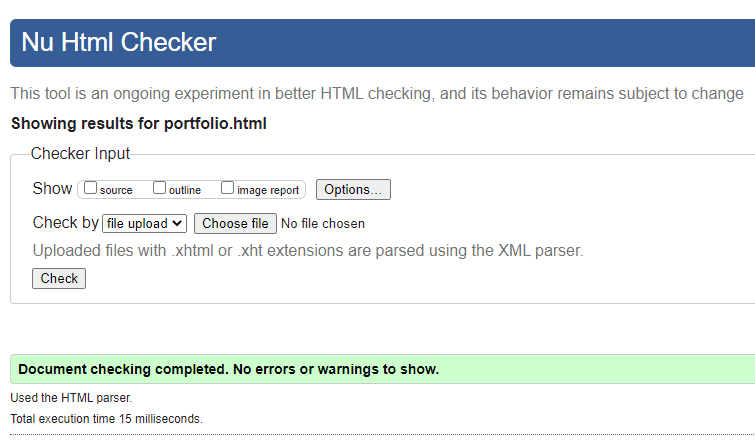 Nu Html Checker
This tool is an ongoing experiment in better HTML checking, and its behavior remains subject to change
Showing results for portfolio.html
Checker Input
Show source outline image report Options...
Check by file upload Choose file No file chosen
Uploaded files with .xhtml or .xht extensions are parsed using the XML parser.
Check
Document checking completed. No errors or warnings to show.
Used the HTML parser.
Total execution time 15 milliseconds.